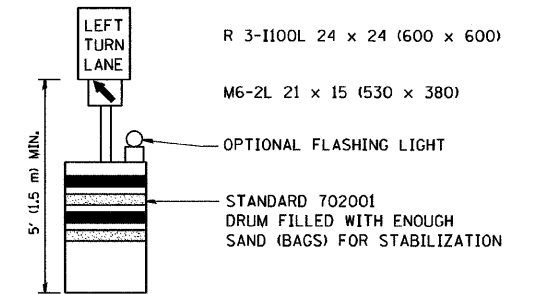 LEFT
TURN
LANE
R 3-I100L 24 x 24 (600 x 600)
M6-2L 21 x 15 (530 x 380)
OPTIONAL FLASHING LIGHT
5' (1.5 m) MIN.
STANDARD 702001
DRUM FILLED WITH ENOUGH
SAND (BAGS) FOR STABILIZATION